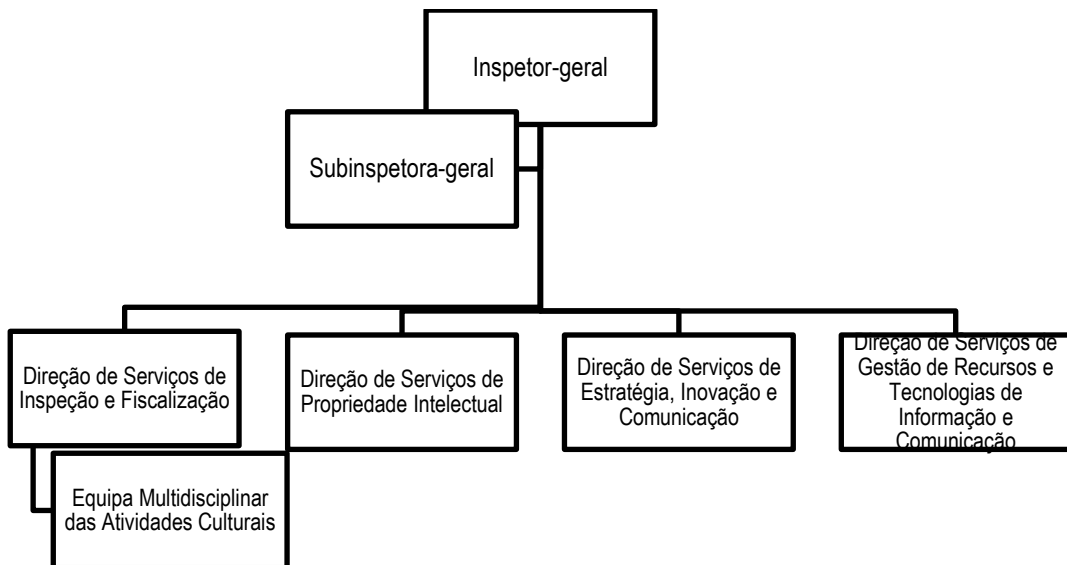 Inspetor-geral
Subinspetora-geral
Direção de Serviços de
Inspeção e Fiscalização
Direção de Serviços de
Propriedade Intelectual
Direção de Serviços de
Estratégia, Inovação e
Comunicação
Direção de Serviços de
Gestão de Recursos e
Tecnologias de
Informação e
Comunicação
Equipa Multidisciplinar
das Atividades Culturais